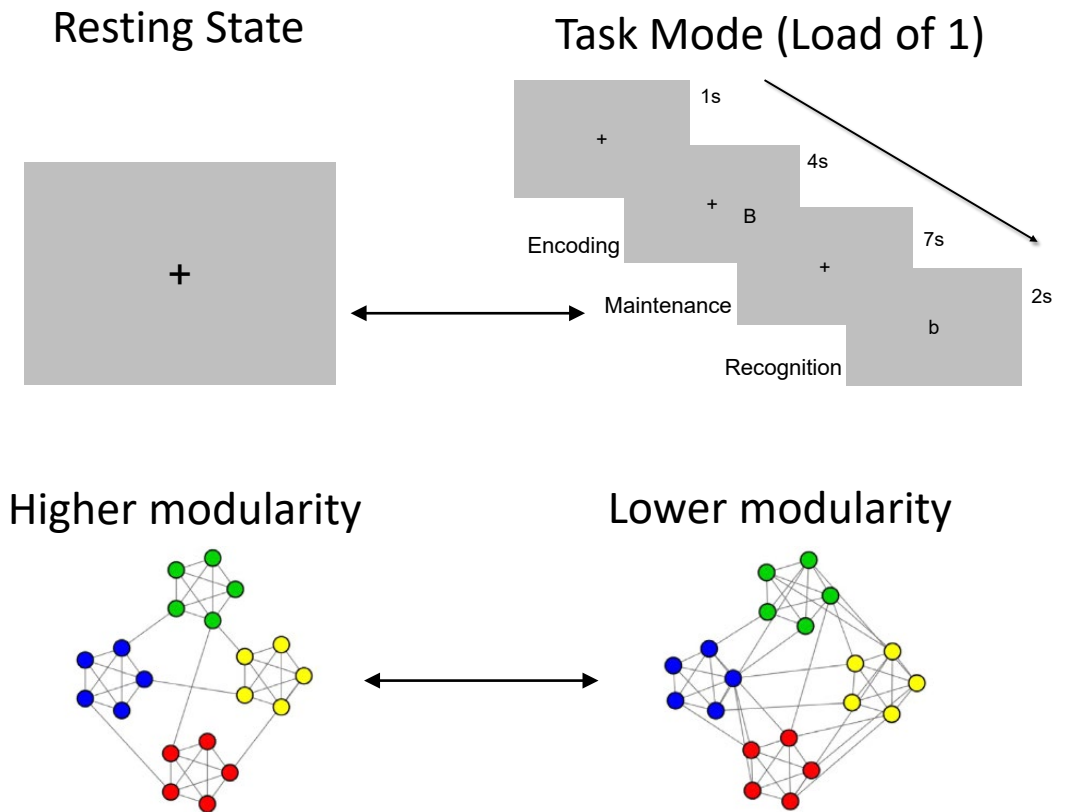 Resting State
Task Mode (Load of 1)
+
1s
+ B
4s
Encoding
+
7s
Maintenance
b
2s
Recognition
+
Higher modularity
Lower modularity